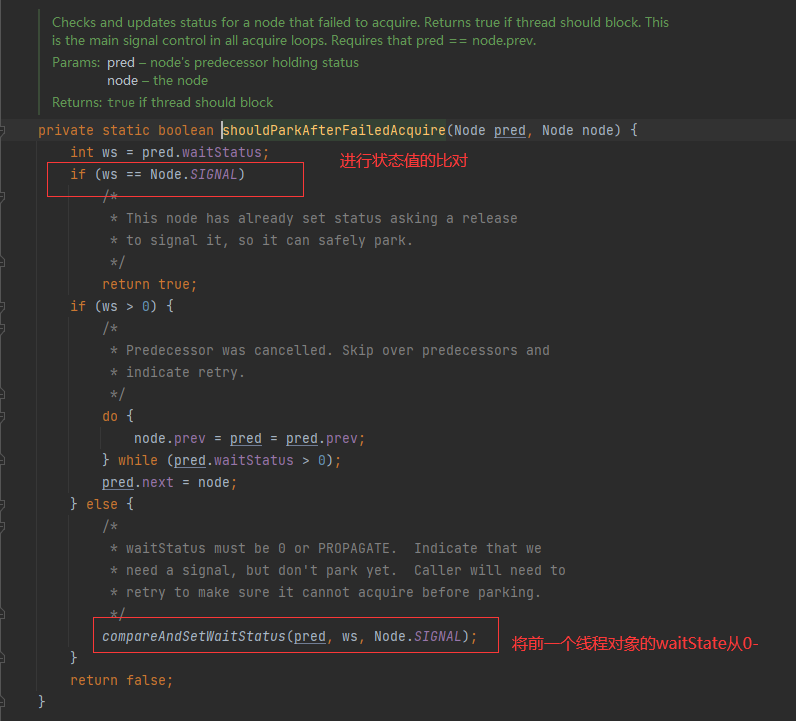 Checks and updates status for a node that failed to acquire. Returns true if thread should block. This
is the main signal control in all acquire loops. Requires that pred == node.prev.
Params: pred – node's predecessor holding status
node – the node
Returns: true if thread should block
private static boolean shouldParkAfterFailedAcquire(Node pred, Node node) {
int ws = pred.waitStatus;
进行状态值的比对
if (ws == Node.SIGNAL)
/*
* This node has already set status asking a release
* to signal it, so it can safely park.
*/
return true;
if (ws > 0) {
/*
* Predecessor was cancelled. Skip over predecessors and
* indicate retry.
*/
do {
node.prev = pred = pred.prev;
} while (pred.waitStatus > 0);
pred.next = node;
} else {
/*
* waitStatus must be 0 or PROPAGATE.  Indicate that we
* need a signal, but don't park yet.  Caller will need to
* retry to make sure it cannot acquire before parking.
*/
compareAndSetWaitStatus(pred, ws, Node.SIGNAL);
将前一个线程对象的waitState从0-
}
return false;
}